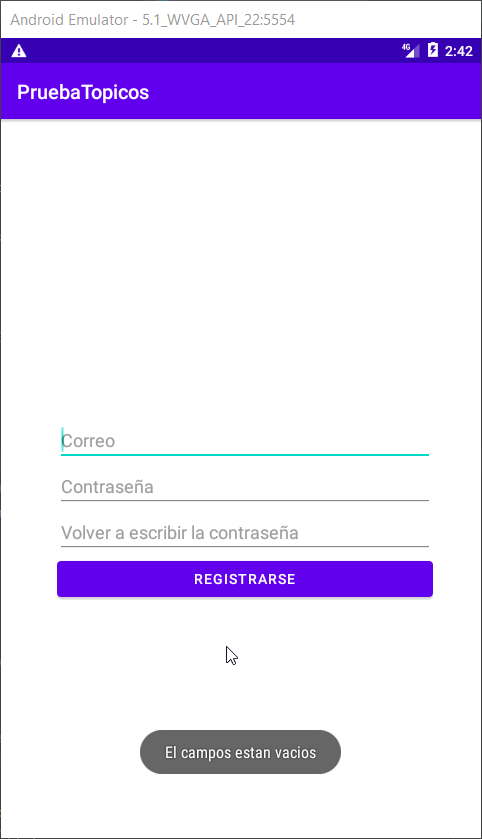 Android Emulator - 5.1_WVGA_API_22:5554
4G 2:42
PruebaTopicos
Correo
Contraseña
Volver a escribir la contraseña
REGISTRARSE
El campos estan vacios